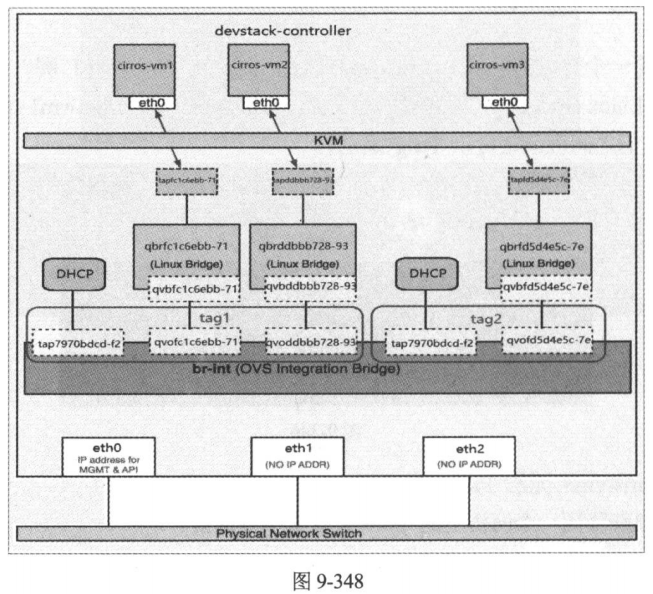 devstack-controller
cirros-vm1
cirros-vm2
cirros-vm3
eth0
eth0
eth0
KVM
tapfc1c6ebb-71
tapddbbb728-93
tapfd5d4e5c-7e
qbrfc1c6ebb-71
(Linux Bridge)
qbrddbbb728-93
(Linux Bridge)
qbrfd5d4e5c-7e
(Linux Bridge)
DHCP
qvbfc1c6ebb-71
qvbddbbb728-93
DHCP
qvbfd5d4e5c-7e
tag1
tag2
tap7970bdcd-f2
qvofc1c6ebb-71
qvoddbbb728-93
tap7970bdcd-f2
qvofd5d4e5c-7e
br-int (OVS Integration Bridge)
eth0
IP address for
MGMT & API
eth1
(NO IP ADDR)
eth2
(NO IP ADDR)
Physical Network Switch
图 9-348